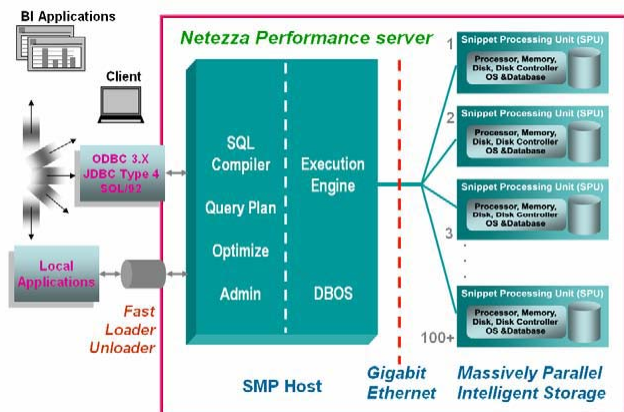 BI Applications
Client
ODBC 3.X
JDBC Type 4
SQL/92
Local
Applications
Fast
Loader
Unloader
Netezza Performance server
SQL
Compiler
Query Plan
Optimize
Admin
Execution
Engine
DBOS
SMP Host
Gigabit
Ethernet
1
Snippet Processing Unit (SPU)
Processor, Memory,
Disk, Disk Controller
OS &Database
2
Snippet Processing Unit (SPU)
Processor, Memory,
Disk, Disk Controller
OS &Database
3
Snippet Processing Unit (SPU)
Processor, Memory,
Disk, Disk Controller
OS &Database
100+
Snippet Processing Unit (SPU)
Processor, Memory,
Disk, Disk Controller
OS &Database
Massively Parallel
Intelligent Storage